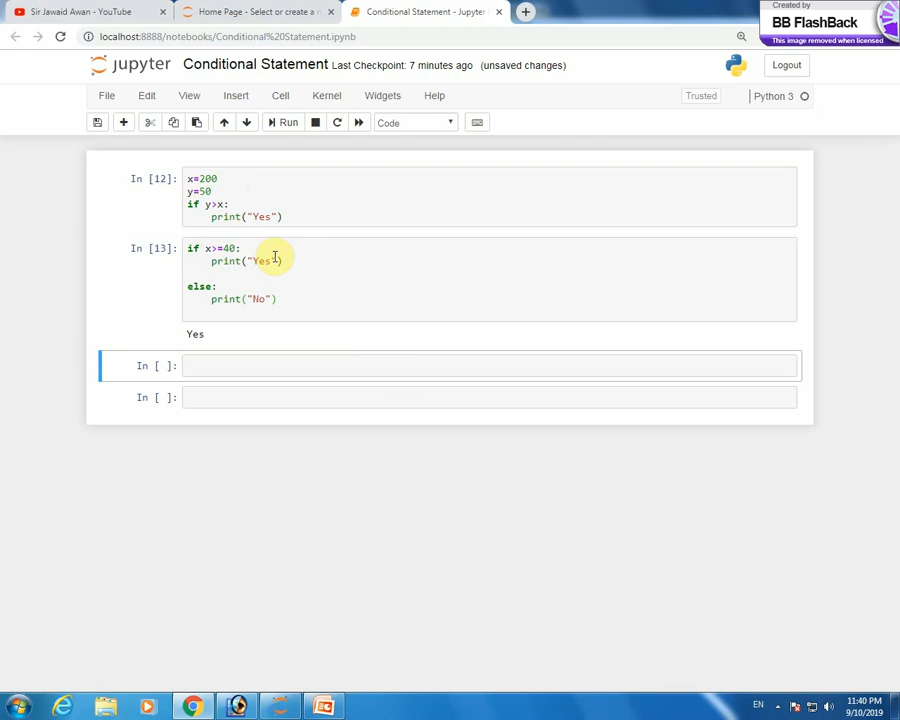 Sir Jawaid Awan - YouTube
Home Page - Select or create a n
Conditional Statement - Jupyter
Created by
BB FlashBack
This image removed when licensed
localhost:8888/notebooks/Conditional%20Statement.ipynb
jupyter Conditional Statement Last Checkpoint: 7 minutes ago (unsaved changes) Logout
File Edit View Insert Cell Kernel Widgets Help Trusted Python 3
Run Code
In [12]: x=200
y=50
if y>x:
print("Yes")
In [13]: if x>=40:
print("Yes")
else:
print("No")
Yes
In [ ]:
In [ ]:
EN 11:40 PM
9/10/2019